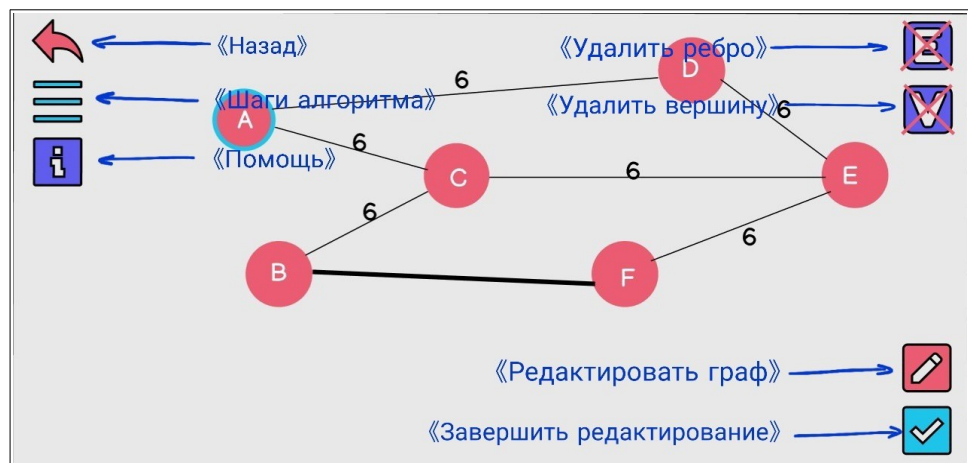 《Назад》
《Удалить ребро》
E
D
6
《Шаги алгоритма》
《Удалить вершину》
6
V
A
6
i
《Помощь》
C
6
E
6
B
F
6
《Редактировать граф》
《Завершить редактирование》